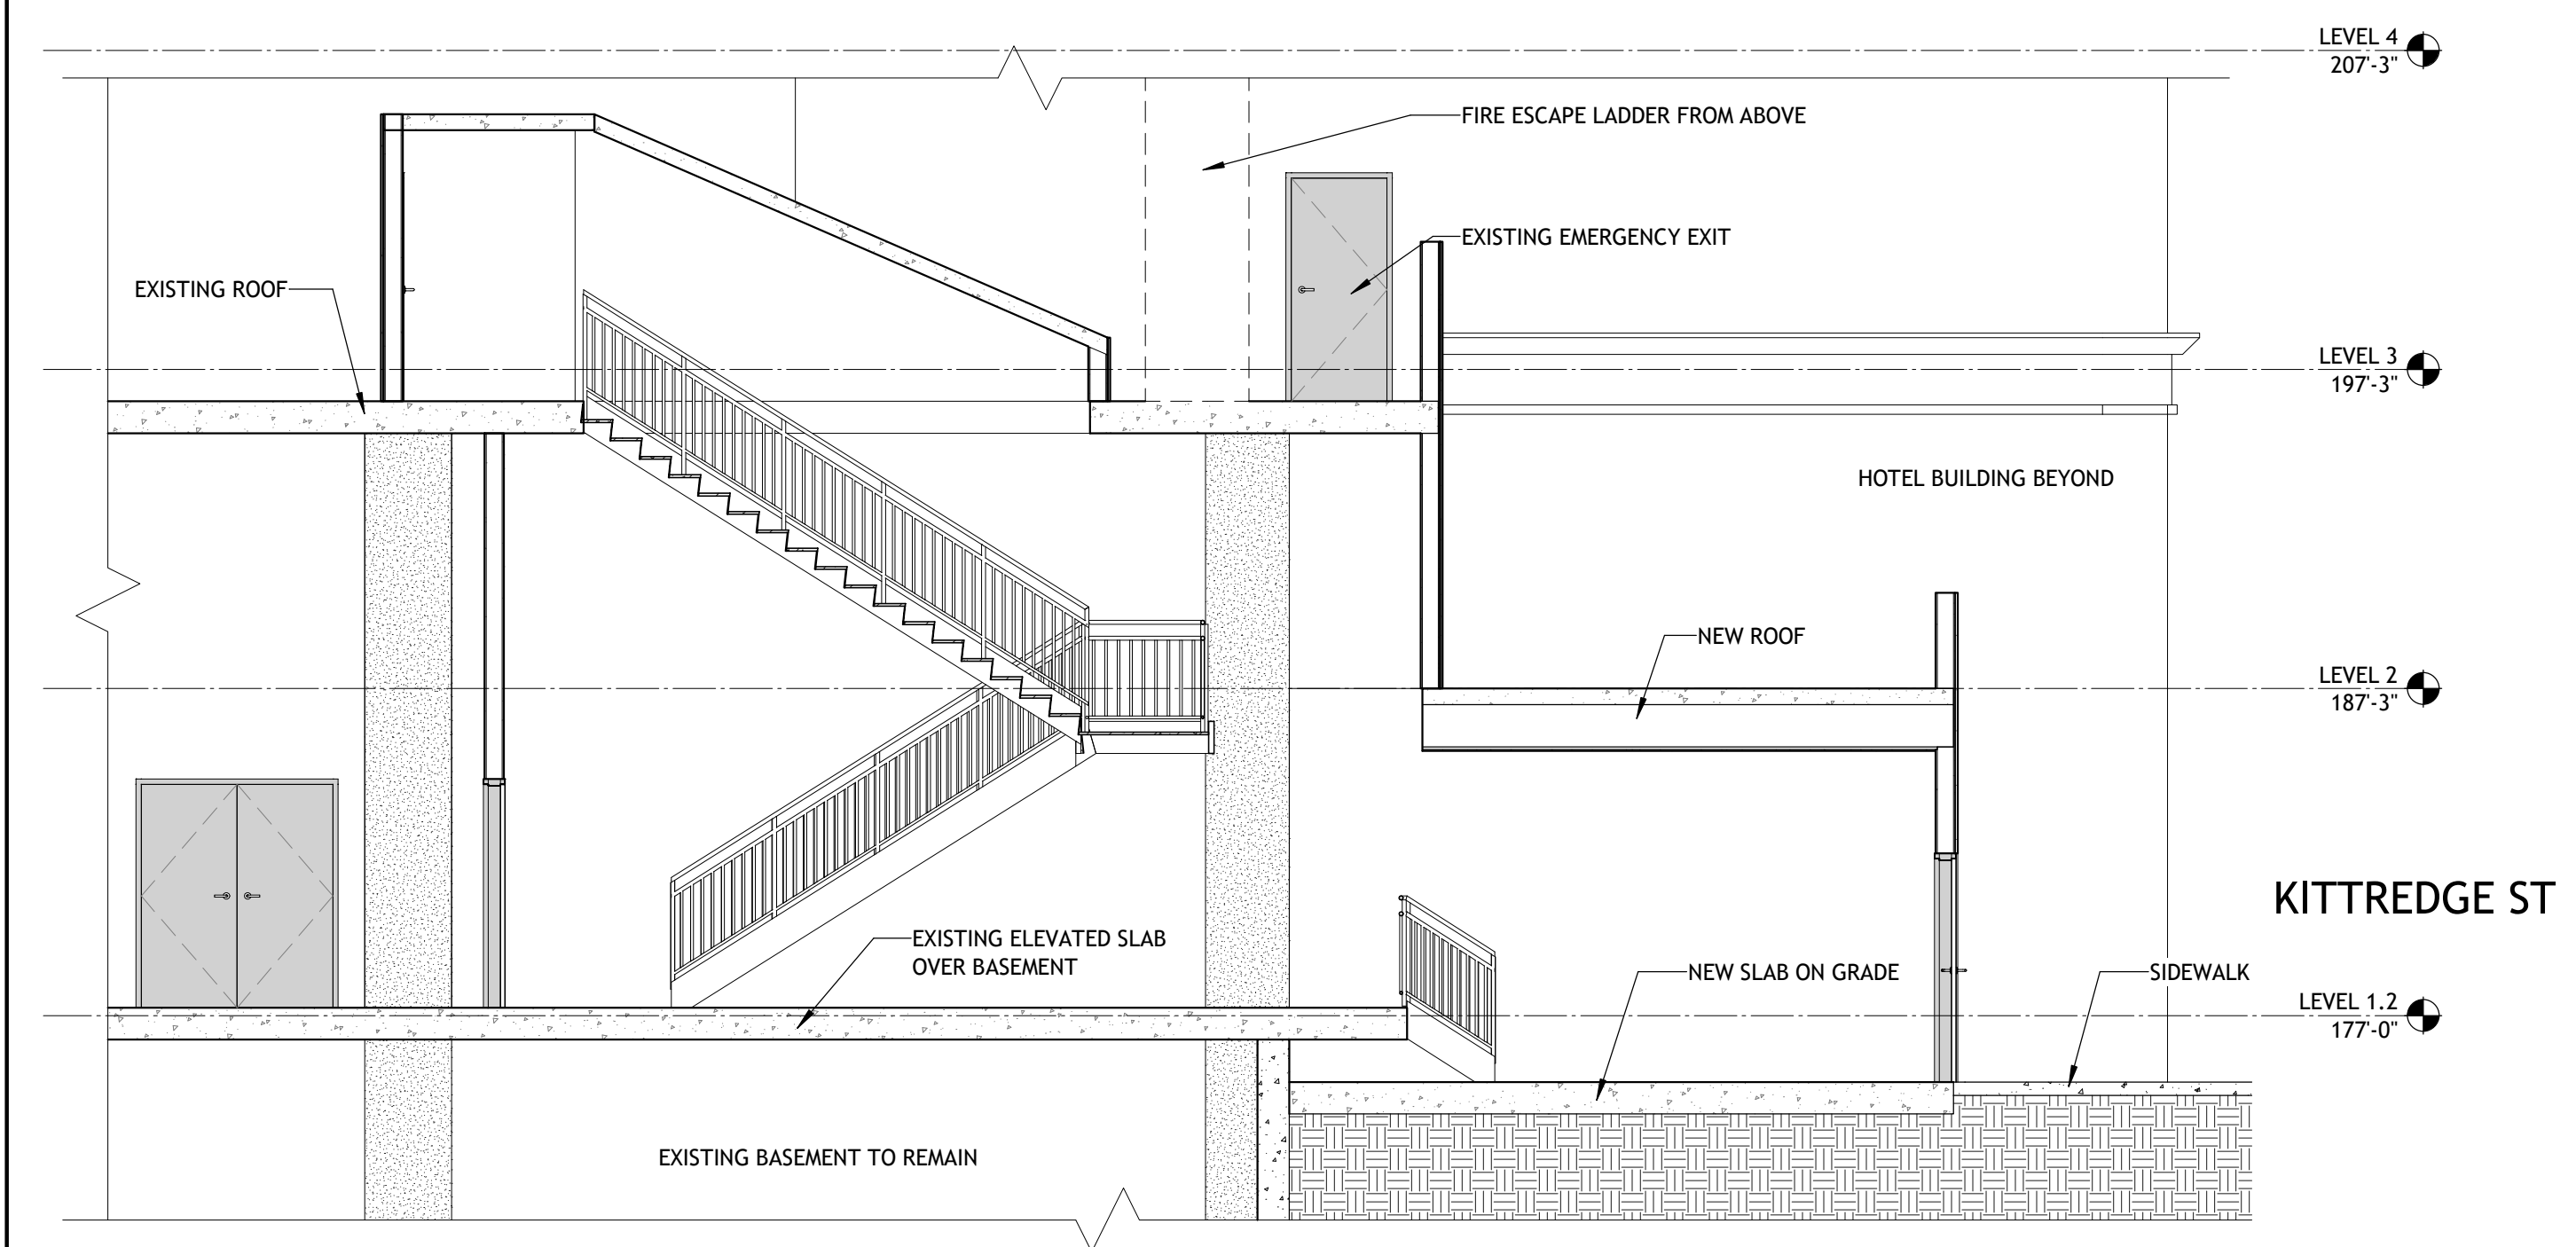 LEVEL 4
207'-3"
FIRE ESCAPE LADDER FROM ABOVE
EXISTING EMERGENCY EXIT
EXISTING ROOF
LEVEL 3
197'-3"
HOTEL BUILDING BEYOND
NEW ROOF
LEVEL 2
187'-3"
KITTREDGE ST
EXISTING ELEVATED SLAB
OVER BASEMENT
NEW SLAB ON GRADE
SIDEWALK
LEVEL 1.2
177'-0"
EXISTING BASEMENT TO REMAIN